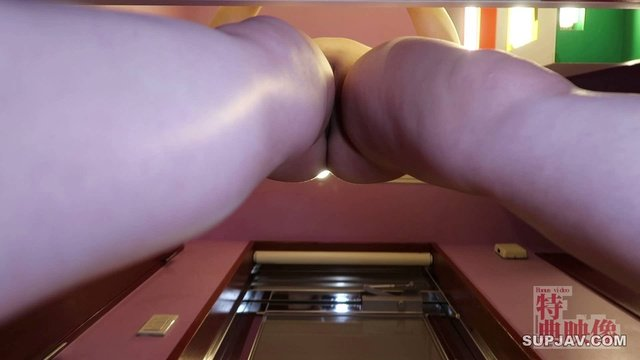 Bonus video
特
典映像
SUPJAV.COM